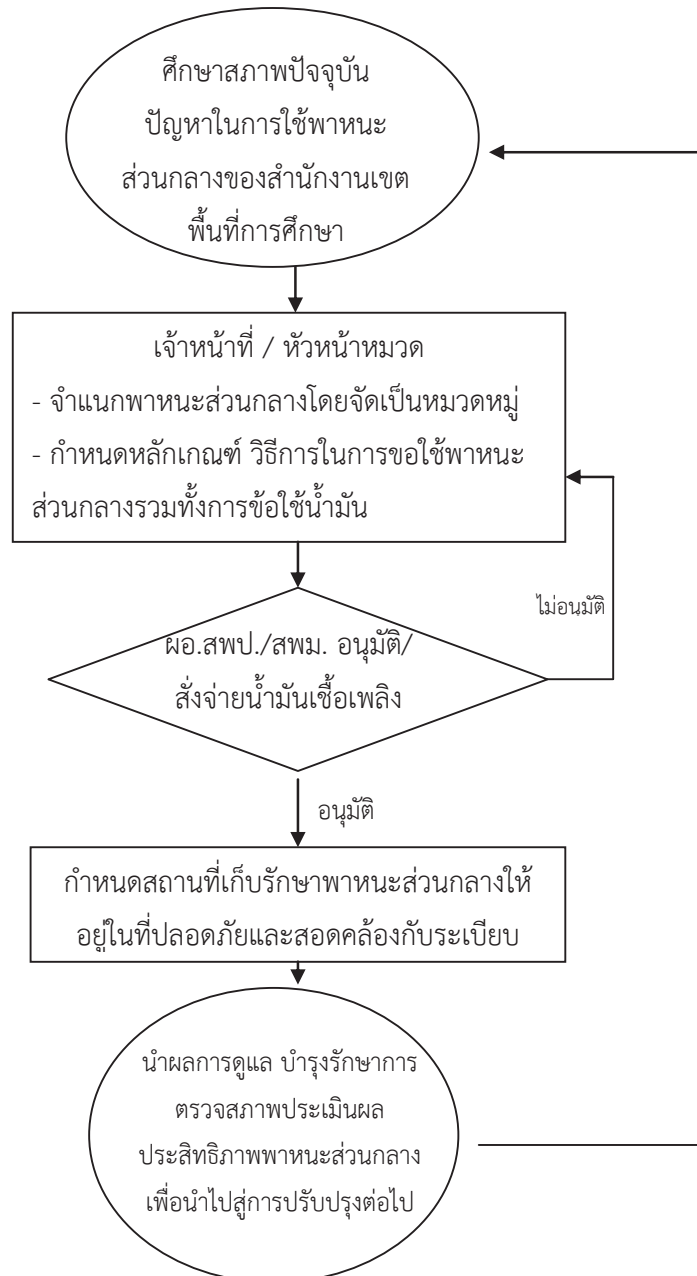 ศึกษาสภาพปัจจุบัน
ปัญหาในการใช้พาหนะ
ส่วนกลางของสำนักงานเขต
พื้นที่การศึกษา
เจ้าหน้าที่ / หัวหน้าหมวด
- จำแนกพาหนะส่วนกลางโดยจัดเป็นหมวดหมู่
- กำหนดหลักเกณฑ์ วิธีการในการขอใช้พาหนะ
ส่วนกลางรวมทั้งการข้อใช้น้ำมัน
ไม่อนุมัติ
ผอ.สพป./สพม. อนุมัติ/
สั่งจ่ายน้ำมันเชื้อเพลิง
อนุมัติ
กำหนดสถานที่เก็บรักษาพาหนะส่วนกลางให้
อยู่ในที่ปลอดภัยและสอดคล้องกับระเบียบ
นำผลการดูแล บำรุงรักษาการ
ตรวจสภาพประเมินผล
ประสิทธิภาพพาหนะส่วนกลาง
เพื่อนำไปสู่การปรับปรุงต่อไป